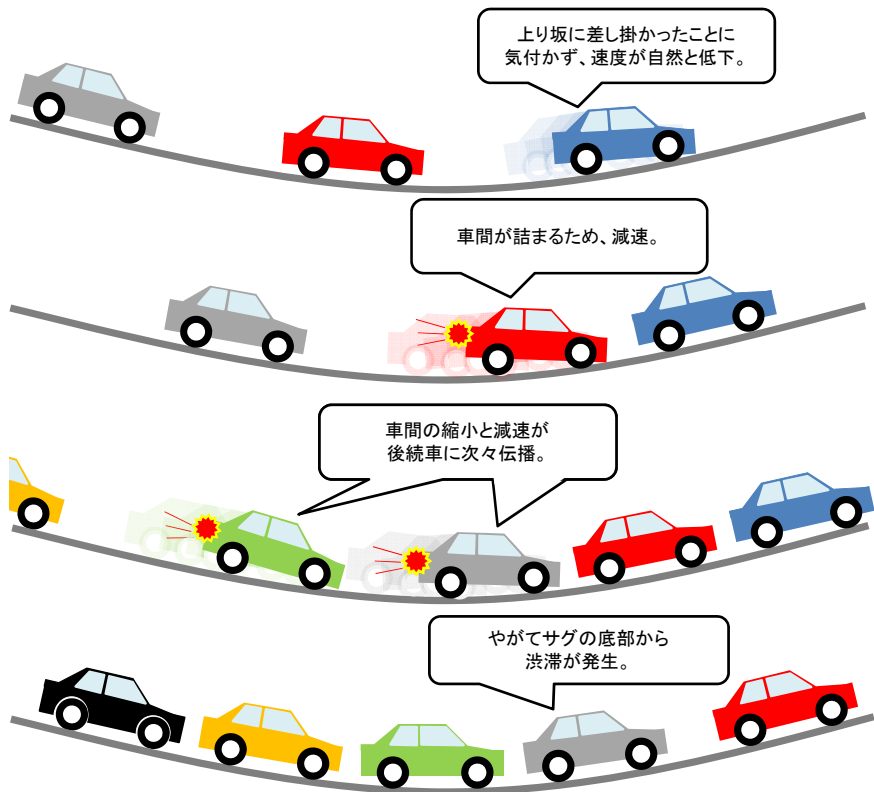 上り坂に差し掛かったことに
気付かず、速度が自然と低下。
車間が詰まるため、減速。
車間の縮小と減速が
後続車に次々伝播。
やがてサグの底部から
渋滞が発生。